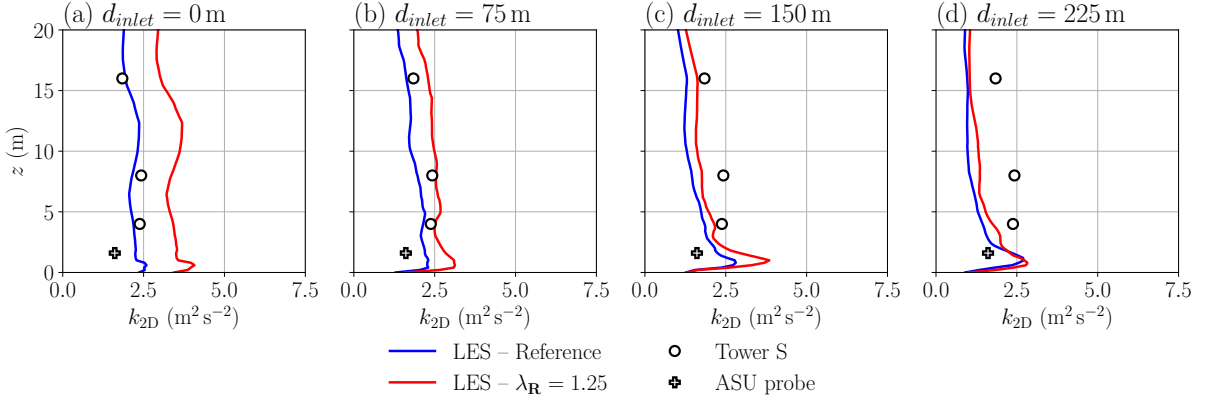 (a) d_inlet = 0 m
(b) d_inlet = 75 m
(c) d_inlet = 150 m
(d) d_inlet = 225 m
z (m)
20
15
10
5
0
0.0 2.5 5.0 7.5
0.0 2.5 5.0 7.5
0.0 2.5 5.0 7.5
0.0 2.5 5.0 7.5
k_2D (m² s⁻²)
k_2D (m² s⁻²)
k_2D (m² s⁻²)
k_2D (m² s⁻²)
LES – Reference
LES – λ_R = 1.25
Tower S
ASU probe